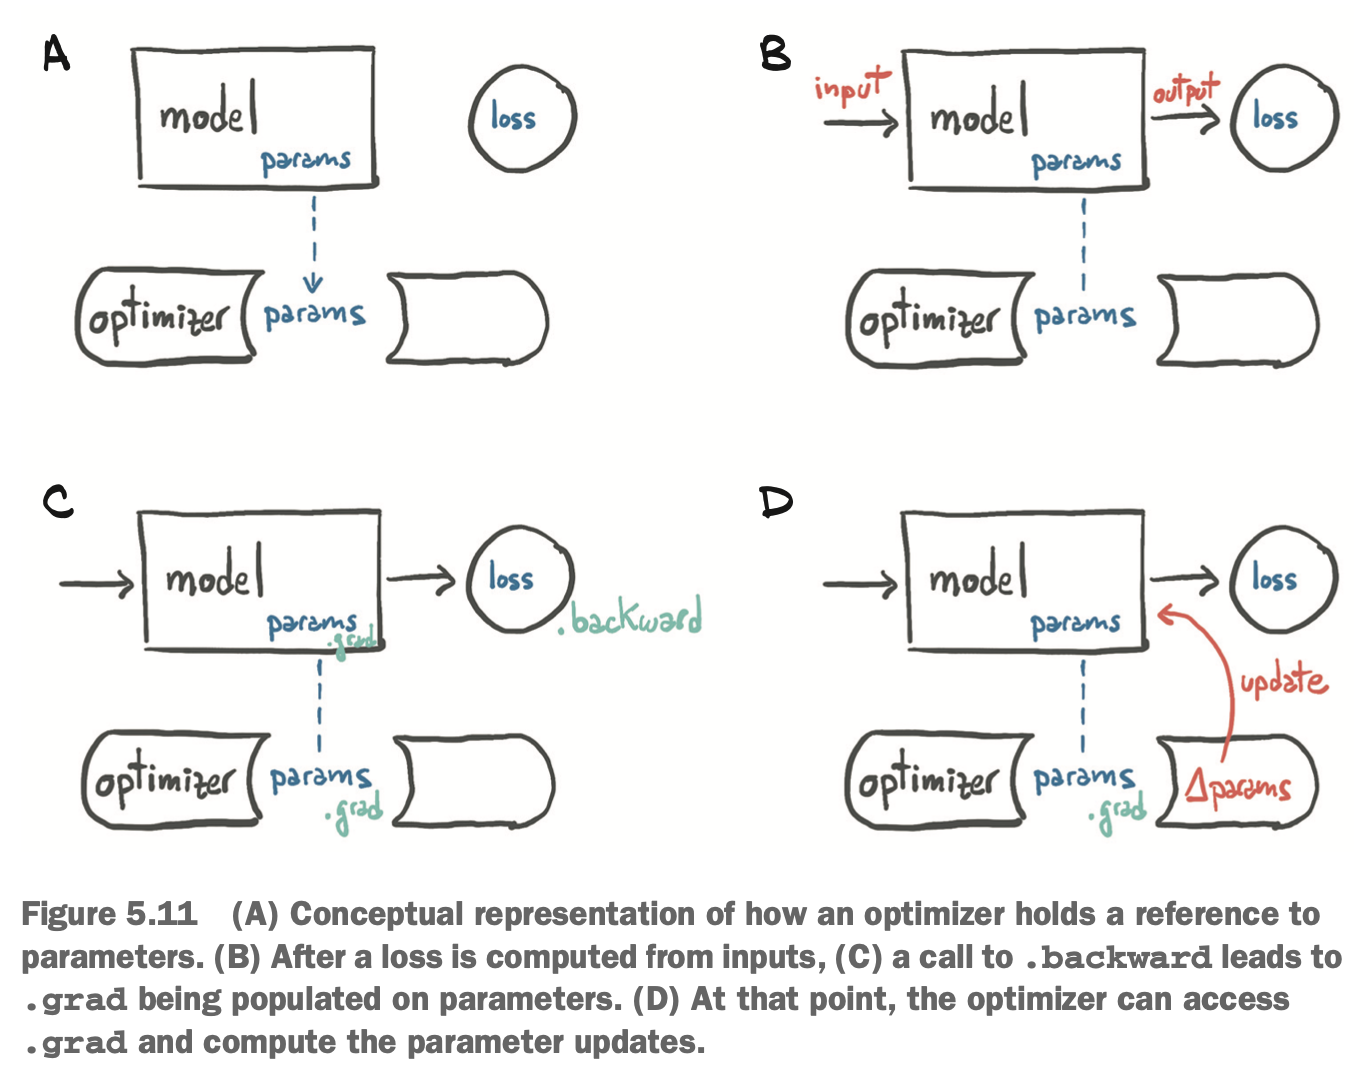 A
model
params
loss
optimizer
params
B
input
model
params
output
loss
optimizer
params
C
model
params
.grad
loss
.backward
optimizer
params
.grad
D
model
params
loss
update
optimizer
params
.grad
Δparams
Figure 5.11 (A) Conceptual representation of how an optimizer holds a reference to
parameters. (B) After a loss is computed from inputs, (C) a call to .backward leads to
.grad being populated on parameters. (D) At that point, the optimizer can access
.grad and compute the parameter updates.